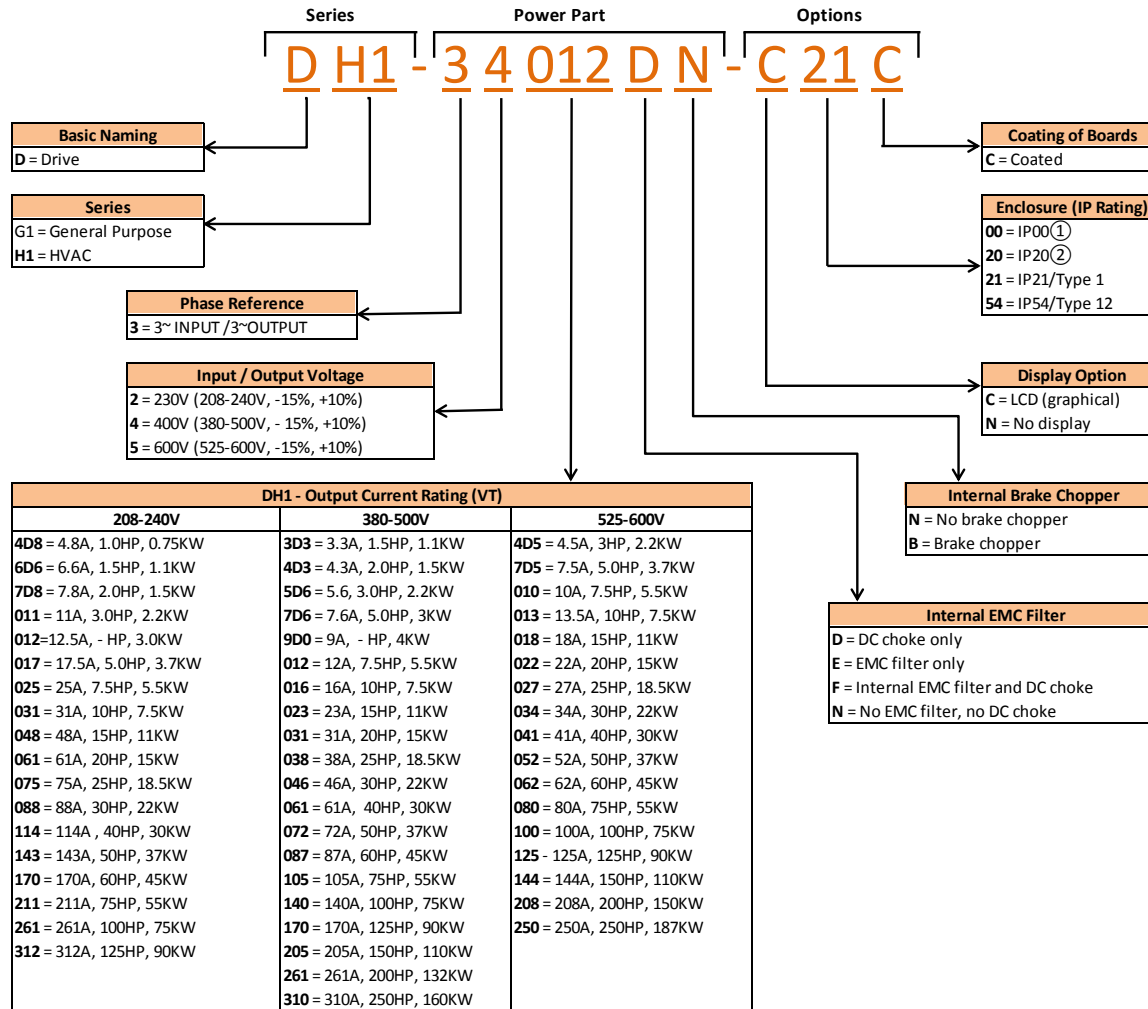 Series Power Part Options
D H1 - 3 4 012 D N - C 21 C
Basic Naming
D = Drive
Series
G1 = General Purpose
H1 = HVAC
Phase Reference
3 = 3~ INPUT /3~OUTPUT
Input / Output Voltage
2 = 230V (208-240V, -15%, +10%)
4 = 400V (380-500V, - 15%, +10%)
5 = 600V (525-600V, -15%, +10%)
Coating of Boards
C = Coated
Enclosure (IP Rating)
00 = IP00①
20 = IP20②
21 = IP21/Type 1
54 = IP54/Type 12
Display Option
C = LCD (graphical)
N = No display
Internal Brake Chopper
N = No brake chopper
B = Brake chopper
Internal EMC Filter
D = DC choke only
E = EMC filter only
F = Internal EMC filter and DC choke
N = No EMC filter, no DC choke
DH1 - Output Current Rating (VT)
208-240V 380-500V 525-600V
4D8 = 4.8A, 1.0HP, 0.75KW 3D3 = 3.3A, 1.5HP, 1.1KW 4D5 = 4.5A, 3HP, 2.2KW
6D6 = 6.6A, 1.5HP, 1.1KW 4D3 = 4.3A, 2.0HP, 1.5KW 7D5 = 7.5A, 5.0HP, 3.7KW
7D8 = 7.8A, 2.0HP, 1.5KW 5D6 = 5.6, 3.0HP, 2.2KW 010 = 10A, 7.5HP, 5.5KW
011 = 11A, 3.0HP, 2.2KW 7D6 = 7.6A, 5.0HP, 3KW 013 = 13.5A, 10HP, 7.5KW
012=12.5A, - HP, 3.0KW 9D0 = 9A, - HP, 4KW 018 = 18A, 15HP, 11KW
017 = 17.5A, 5.0HP, 3.7KW 012 = 12A, 7.5HP, 5.5KW 022 = 22A, 20HP, 15KW
025 = 25A, 7.5HP, 5.5KW 016 = 16A, 10HP, 7.5KW 027 = 27A, 25HP, 18.5KW
031 = 31A, 10HP, 7.5KW 023 = 23A, 15HP, 11KW 034 = 34A, 30HP, 22KW
048 = 48A, 15HP, 11KW 031 = 31A, 20HP, 15KW 041 = 41A, 40HP, 30KW
061 = 61A, 20HP, 15KW 038 = 38A, 25HP, 18.5KW 052 = 52A, 50HP, 37KW
075 = 75A, 25HP, 18.5KW 046 = 46A, 30HP, 22KW 062 = 62A, 60HP, 45KW
088 = 88A, 30HP, 22KW 061 = 61A, 40HP, 30KW 080 = 80A, 75HP, 55KW
114 = 114A , 40HP, 30KW 072 = 72A, 50HP, 37KW 100 = 100A, 100HP, 75KW
143 = 143A, 50HP, 37KW 087 = 87A, 60HP, 45KW 125 - 125A, 125HP, 90KW
170 = 170A, 60HP, 45KW 105 = 105A, 75HP, 55KW 144 = 144A, 150HP, 110KW
211 = 211A, 75HP, 55KW 140 = 140A, 100HP, 75KW 208 = 208A, 200HP, 150KW
261 = 261A, 100HP, 75KW 170 = 170A, 125HP, 90KW 250 = 250A, 250HP, 187KW
312 = 312A, 125HP, 90KW 205 = 205A, 150HP, 110KW
261 = 261A, 200HP, 132KW
310 = 310A, 250HP, 160KW